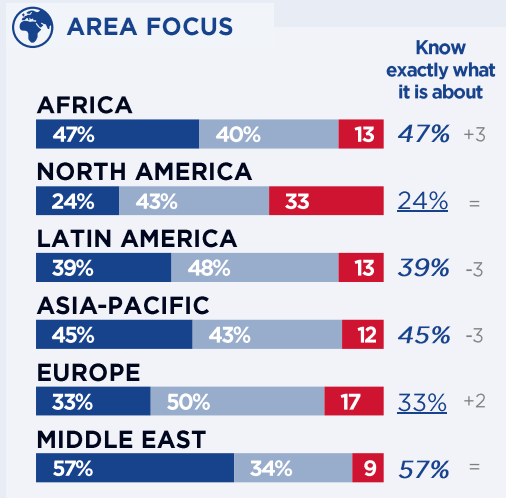 AREA FOCUS
Know
exactly what
it is about
AFRICA
47% 40% 13 47% +3
NORTH AMERICA
24% 43% 33 24% =
LATIN AMERICA
39% 48% 13 39% -3
ASIA-PACIFIC
45% 43% 12 45% -3
EUROPE
33% 50% 17 33% +2
MIDDLE EAST
57% 34% 9 57% =